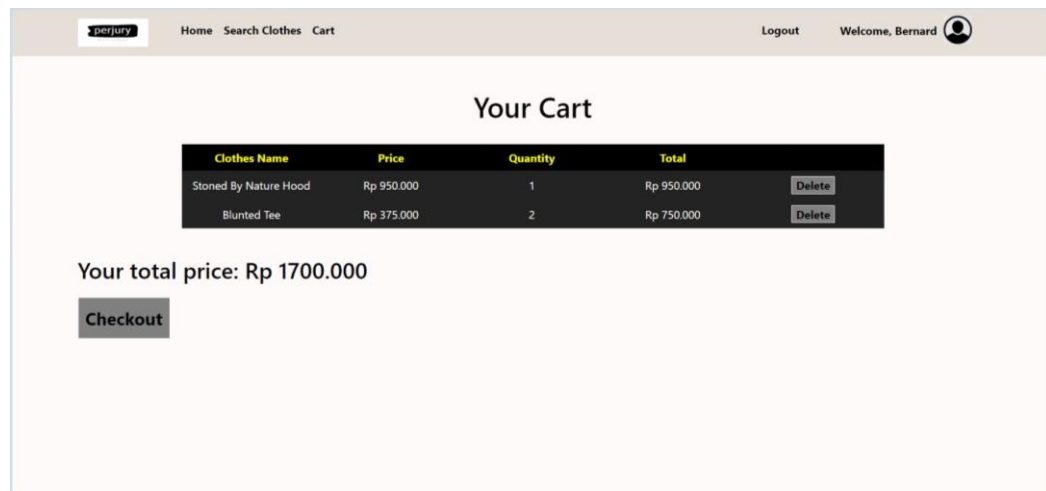 perjury Home Search Clothes Cart Logout Welcome, Bernard
Your Cart
Clothes Name Price Quantity Total
Stoned By Nature Hood Rp 950.000 1 Rp 950.000 Delete
Blunted Tee Rp 375.000 2 Rp 750.000 Delete
Your total price: Rp 1700.000
Checkout